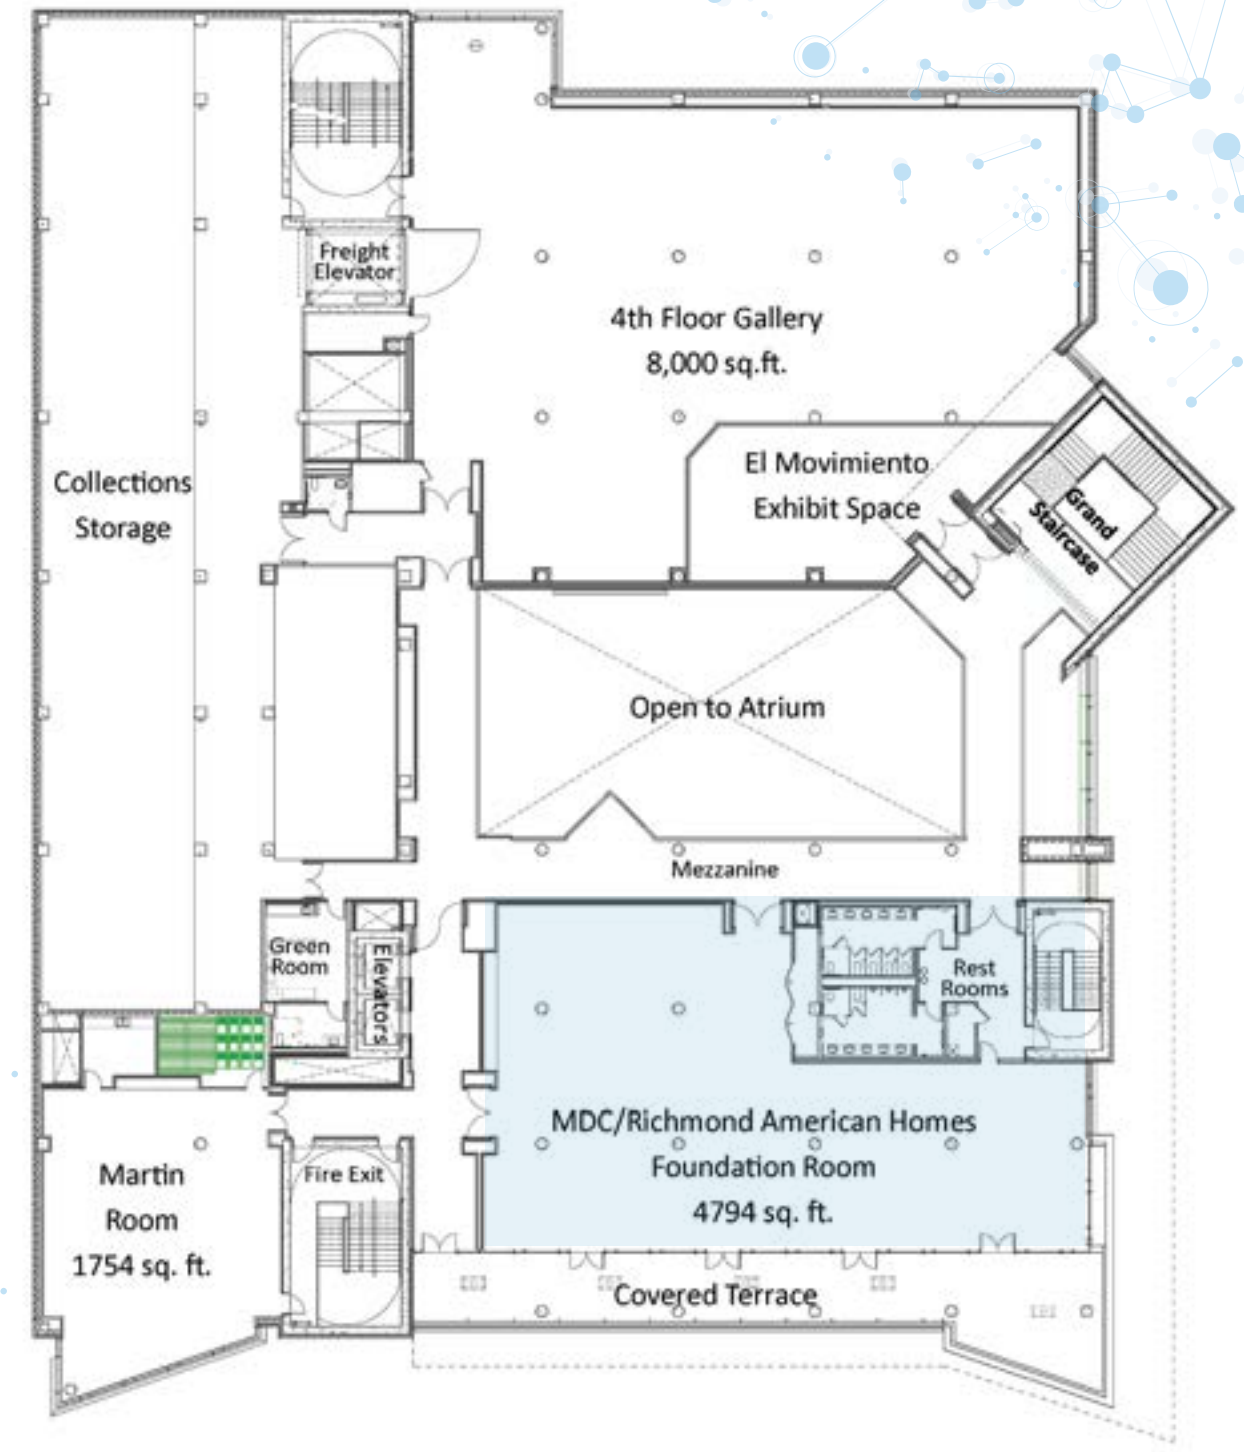 Freight
Elevator
4th Floor Gallery
8,000 sq.ft.
Collections
Storage
El Movimiento
Exhibit Space
Grand
Staircase
Open to Atrium
Mezzanine
Green
Room
Elevators
Rest
Rooms
MDC/Richmond American Homes
Foundation Room
4794 sq. ft.
Martin
Room
1754 sq. ft.
Fire Exit
Covered Terrace